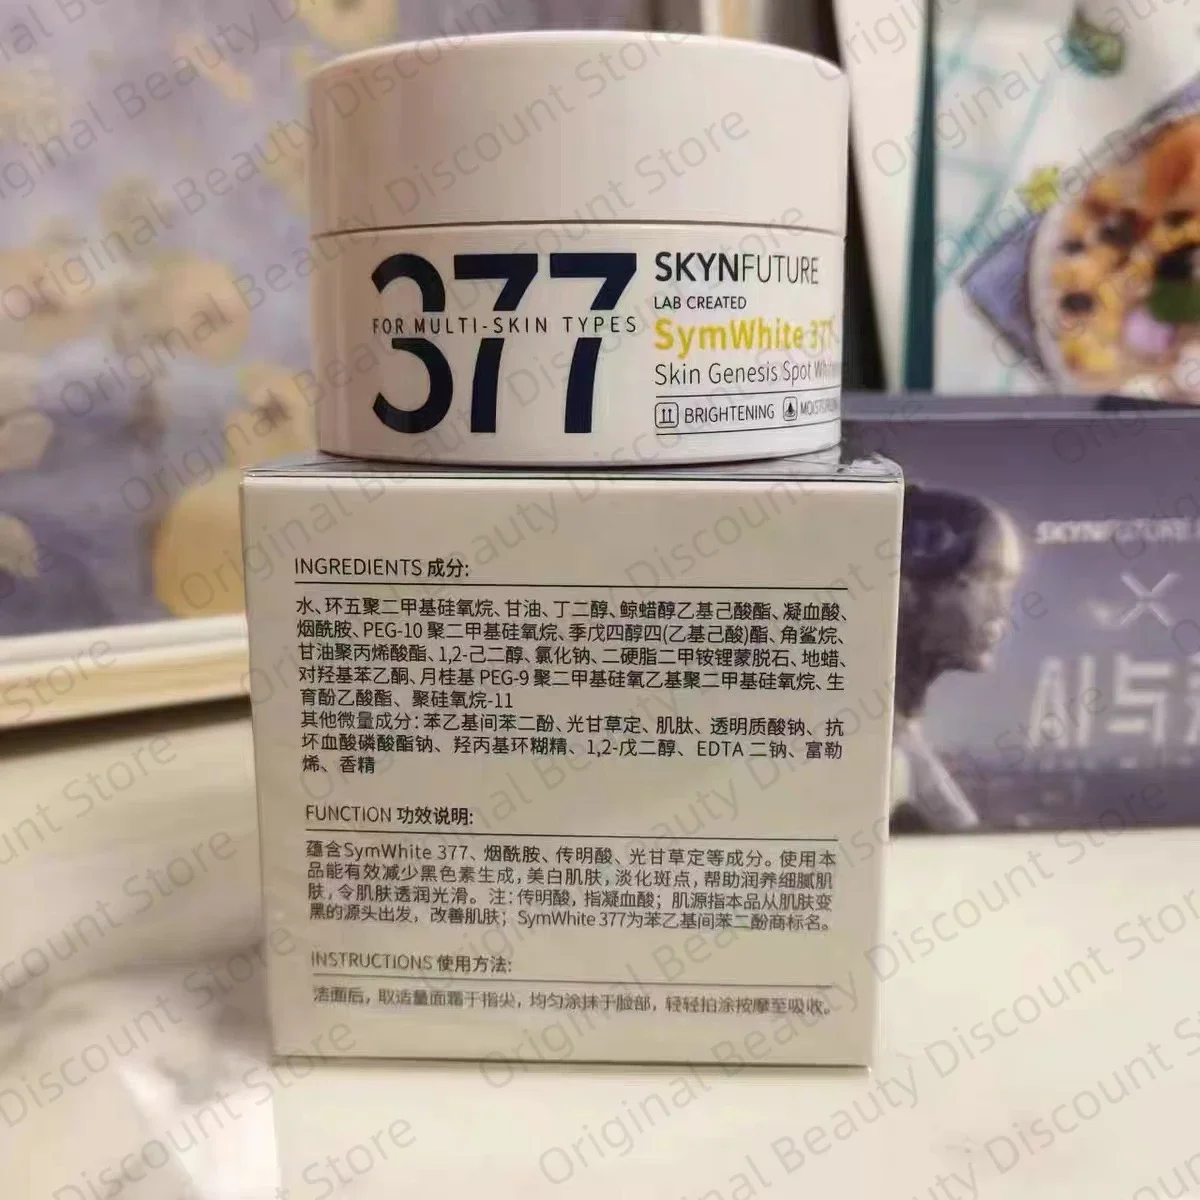 377
FOR MULTI-SKIN TYPES
SKYNFUTURE
LAB CREATED
SymWhite 377
Skin Genesis Spot
BRIGHTENING
INGREDIENTS 成分:
水、环五聚二甲基硅氧烷、甘油、丁二醇、鲸蜡醇乙基己酸酯、凝血酸、
烟酰胺、PEG-10 聚二甲基硅氧烷、季戊四醇四(乙基己酸)酯、角鲨烷、
甘油聚丙烯酸酯、1,2-己二醇、氯化钠、二硬脂二甲铵锂蒙脱石、地蜡、
对羟基苯乙酮、月桂基 PEG-9 聚二甲基硅氧乙基聚二甲基硅氧烷、生
育酚乙酸酯、聚硅氧烷-11
其他微量成分：苯乙基间苯二酚、光甘草定、肌肽、透明质酸钠、抗
坏血酸磷酸酯钠、羟丙基环糊精、1,2-戊二醇、EDTA 二钠、富勒
烯、香精
FUNCTION 功效说明:
蕴含SymWhite 377、烟酰胺、传明酸、光甘草定等成分。使用本
品能有效减少黑色素生成，美白肌肤，淡化斑点，帮助润养细腻肌
肤，令肌肤透润光滑。注：传明酸，指凝血酸；肌源指本品从肌肤变
黑的源头出发，改善肌肤；SymWhite 377为苯乙基间苯二酚商标名。
INSTRUCTIONS 使用方法:
洁面后，取适量面霜于指尖，均匀涂抹于脸部，轻轻拍涂按摩至吸收。
SKYNFUTURE
X
AI与
Original Beauty Discount Store